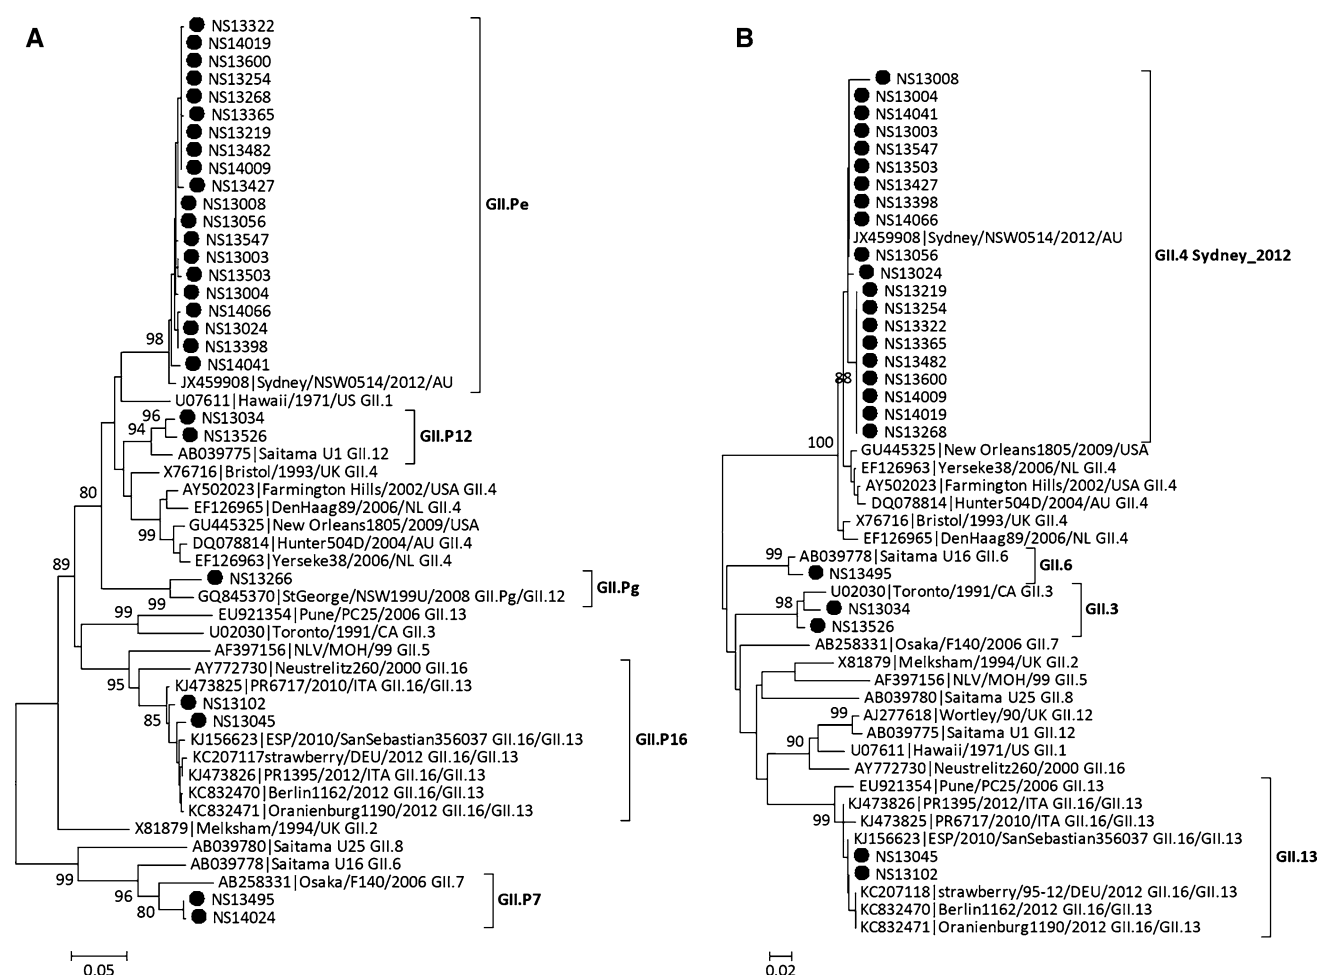 A
NS13322
NS14019
NS13600
NS13254
NS13268
NS13365
NS13219
NS13482
NS14009
NS13427
NS13008
NS13056
NS13547
NS13003
NS13503
NS13004
NS14066
NS13024
NS13398
NS14041
JX459908|Sydney/NSW0514/2012/AU
98
GII.Pe
U07611|Hawaii/1971/US GII.1
96
NS13034
94
NS13526
AB039775|Saitama U1 GII.12
GII.P12
X76716|Bristol/1993/UK GII.4
80
AY502023|Farmington Hills/2002/USA GII.4
EF126965|DenHaag89/2006/NL GII.4
GU445325|New Orleans1805/2009/USA
99
DQ078814|Hunter504D/2004/AU GII.4
EF126963|Yerseke38/2006/NL GII.4
89
NS13266
GQ845370|StGeorge/NSW199U/2008 GII.Pg/GII.12
GII.Pg
99
99
EU921354|Pune/PC25/2006 GII.13
U02030|Toronto/1991/CA GII.3
AF397156|NLV/MOH/99 GII.5
AY772730|Neustrelitz260/2000 GII.16
95
KJ473825|PR6717/2010/ITA GII.16/GII.13
NS13102
85
NS13045
KJ156623|ESP/2010/SanSebastian356037 GII.16/GII.13
KC207117strawberry/DEU/2012 GII.16/GII.13
KJ473826|PR1395/2012/ITA GII.16/GII.13
KC832470|Berlin1162/2012 GII.16/GII.13
KC832471|Oranienburg1190/2012 GII.16/GII.13
GII.P16
X81879|Melksham/1994/UK GII.2
AB039780|Saitama U25 GII.8
AB039778|Saitama U16 GII.6
99
AB258331|Osaka/F140/2006 GII.7
96
NS13495
80
NS14024
GII.P7
0.05
B
NS13008
NS13004
NS14041
NS13003
NS13547
NS13503
NS13427
NS13398
NS14066
JX459908|Sydney/NSW0514/2012/AU
NS13056
NS13024
NS13219
NS13254
NS13322
NS13365
NS13482
88
NS13600
NS14009
NS14019
NS13268
GII.4 Sydney_2012
100
GU445325|New Orleans1805/2009/USA
EF126963|Yerseke38/2006/NL GII.4
AY502023|Farmington Hills/2002/USA GII.4
DQ078814|Hunter504D/2004/AU GII.4
X76716|Bristol/1993/UK GII.4
EF126965|DenHaag89/2006/NL GII.4
99
AB039778|Saitama U16 GII.6
NS13495
GII.6
U02030|Toronto/1991/CA GII.3
98
NS13034
NS13526
GII.3
AB258331|Osaka/F140/2006 GII.7
X81879|Melksham/1994/UK GII.2
AF397156|NLV/MOH/99 GII.5
AB039780|Saitama U25 GII.8
99
AJ277618|Wortley/90/UK GII.12
AB039775|Saitama U1 GII.12
90
U07611|Hawaii/1971/US GII.1
AY772730|Neustrelitz260/2000 GII.16
EU921354|Pune/PC25/2006 GII.13
KJ473826|PR1395/2012/ITA GII.16/GII.13
99
KJ473825|PR6717/2010/ITA GII.16/GII.13
KJ156623|ESP/2010/SanSebastian356037 GII.16/GII.13
NS13045
NS13102
KC207118|strawberry/95-12/DEU/2012 GII.16/GII.13
KC832470|Berlin1162/2012 GII.16/GII.13
KC832471|Oranienburg1190/2012 GII.16/GII.13
GII.13
0.02